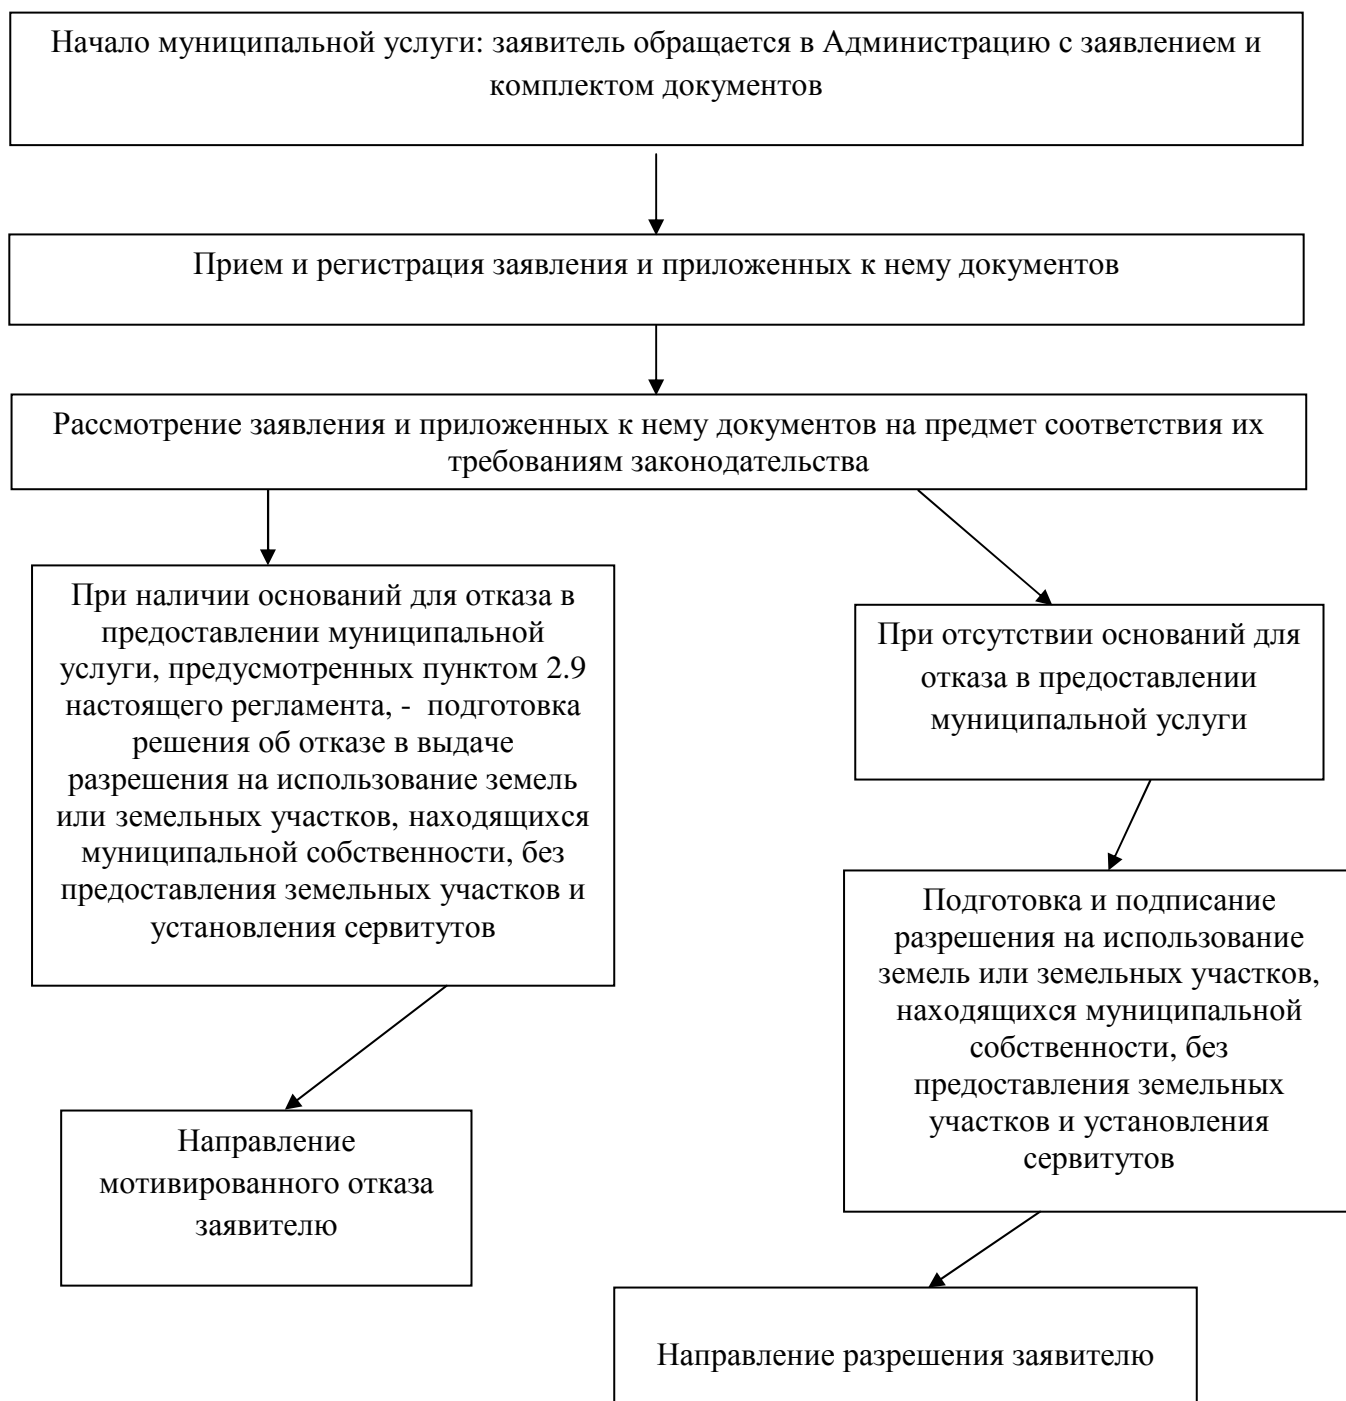 Начало муниципальной услуги: заявитель обращается в Администрацию с заявлением и
комплектом документов
Прием и регистрация заявления и приложенных к нему документов
Рассмотрение заявления и приложенных к нему документов на предмет соответствия их
требованиям законодательства
При наличии оснований для отказа в
предоставлении муниципальной
услуги, предусмотренных пунктом 2.9
настоящего регламента, -  подготовка
решения об отказе в выдаче
разрешения на использование земель
или земельных участков, находящихся
муниципальной собственности, без
предоставления земельных участков и
установления сервитутов
При отсутствии оснований для
отказа в предоставлении
муниципальной услуги
Подготовка и подписание
разрешения на использование
земель или земельных участков,
находящихся муниципальной
собственности, без
предоставления земельных
участков и установления
сервитутов
Направление
мотивированного отказа
заявителю
Направление разрешения заявителю